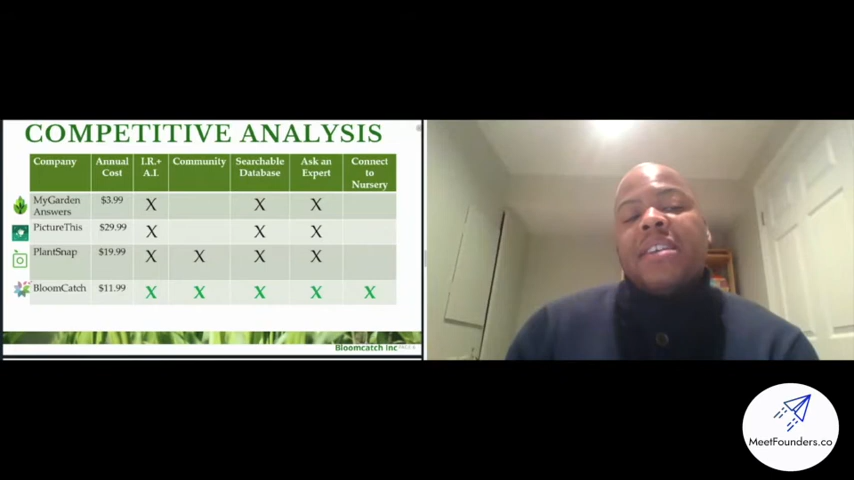 COMPETITIVE ANALYSIS
Company Annual Cost I.R.+ A.I. Community Searchable Database Ask an Expert Connect to Nursery
MyGarden Answers $3.99 X X X
PictureThis $29.99 X X X
PlantSnap $19.99 X X X X
BloomCatch $11.99 X X X X X
Bloomcatch Inc
MeetFounders.co